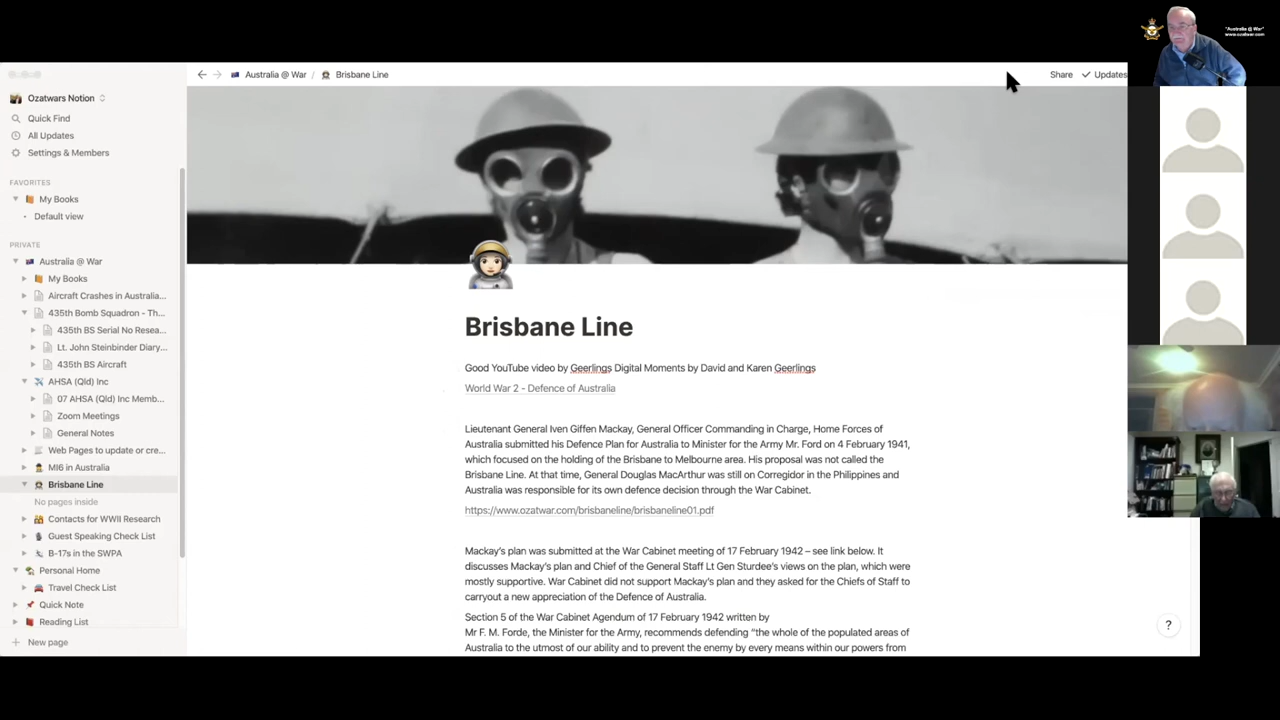 "Australia @ War"
www.ozatwar.com
Australia @ War / Brisbane Line
Share
Updates
Ozatwars Notion
Quick Find
All Updates
Settings & Members
FAVORITES
My Books
Default view
PRIVATE
Australia @ War
My Books
Aircraft Crashes in Australia...
435th Bomb Squadron - Th...
435th BS Serial No Resea...
Lt. John Steinbinder Diary...
435th BS Aircraft
AHSA (Qld) Inc
07 AHSA (Qld) Inc Memb...
Zoom Meetings
General Notes
Web Pages to update or cre...
MI6 in Australia
Brisbane Line
No pages inside
Contacts for WWII Research
Guest Speaking Check List
B-17s in the SWPA
Personal Home
Travel Check List
Quick Note
Reading List
New page
Brisbane Line
Good YouTube video by Geerlings Digital Moments by David and Karen Geerlings
World War 2 - Defence of Australia
Lieutenant General Iven Giffen Mackay, General Officer Commanding in Charge, Home Forces of
Australia submitted his Defence Plan for Australia to Minister for the Army Mr. Ford on 4 February 1941,
which focused on the holding of the Brisbane to Melbourne area. His proposal was not called the
Brisbane Line. At that time, General Douglas MacArthur was still on Corregidor in the Philippines and
Australia was responsible for its own defence decision through the War Cabinet.
https://www.ozatwar.com/brisbaneline/brisbaneline01.pdf
Mackay's plan was submitted at the War Cabinet meeting of 17 February 1942 – see link below. It
discusses Mackay's plan and Chief of the General Staff Lt Gen Sturdee's views on the plan, which were
mostly supportive. War Cabinet did not support Mackay's plan and they asked for the Chiefs of Staff to
carryout a new appreciation of the Defence of Australia.
Section 5 of the War Cabinet Agendum of 17 February 1942 written by
Mr F. M. Forde, the Minister for the Army, recommends defending "the whole of the populated areas of
Australia to the utmost of our ability and to prevent the enemy by every means within our powers from
?